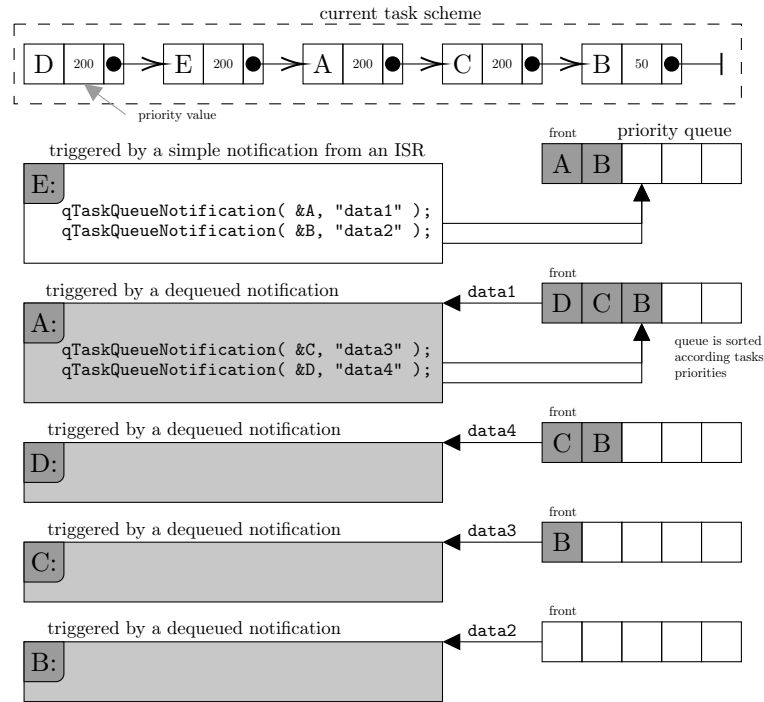 current task scheme
D 200 E 200 A 200 C 200 B 50
priority value
triggered by a simple notification from an ISR
front priority queue
A B
E:
qTaskQueueNotification( &A, "data1" );
qTaskQueueNotification( &B, "data2" );
triggered by a dequeued notification
data1
front
D C B
A:
qTaskQueueNotification( &C, "data3" );
qTaskQueueNotification( &D, "data4" );
queue is sorted
according tasks
priorities
triggered by a dequeued notification
data4
front
C B
D:
triggered by a dequeued notification
data3
front
B
C:
triggered by a dequeued notification
data2
front
B: